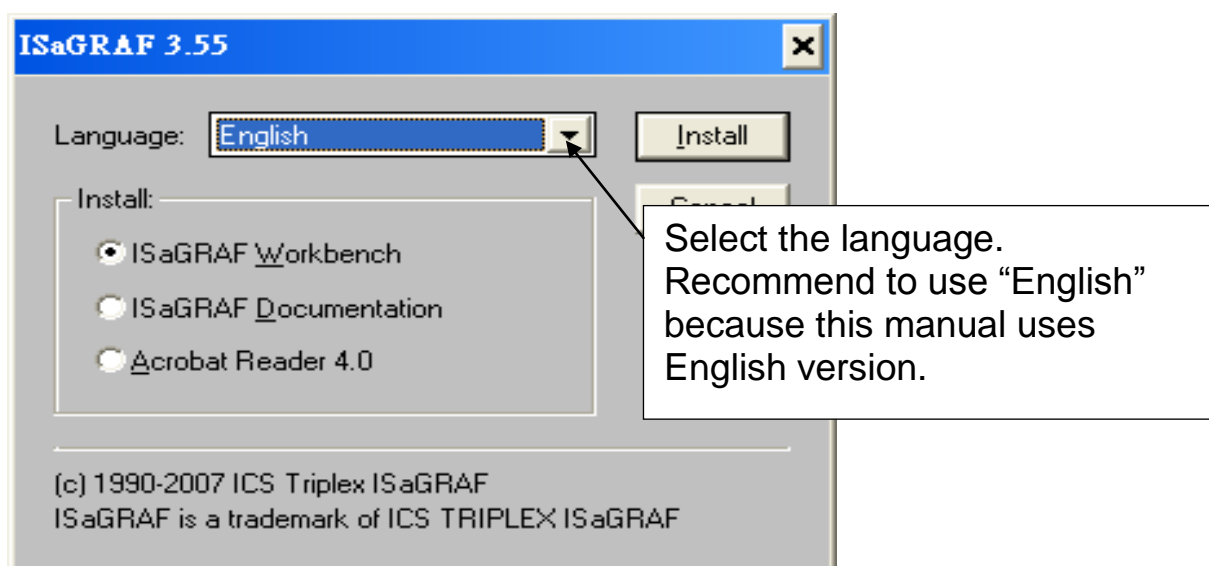 ISaGRAF 3.55
Language: English Install
Install:
ISaGRAF Workbench
ISaGRAF Documentation
Acrobat Reader 4.0
Select the language.
Recommend to use “English”
because this manual uses
English version.
(c) 1990-2007 ICS Triplex ISaGRAF
ISaGRAF is a trademark of ICS TRIPLEX ISaGRAF